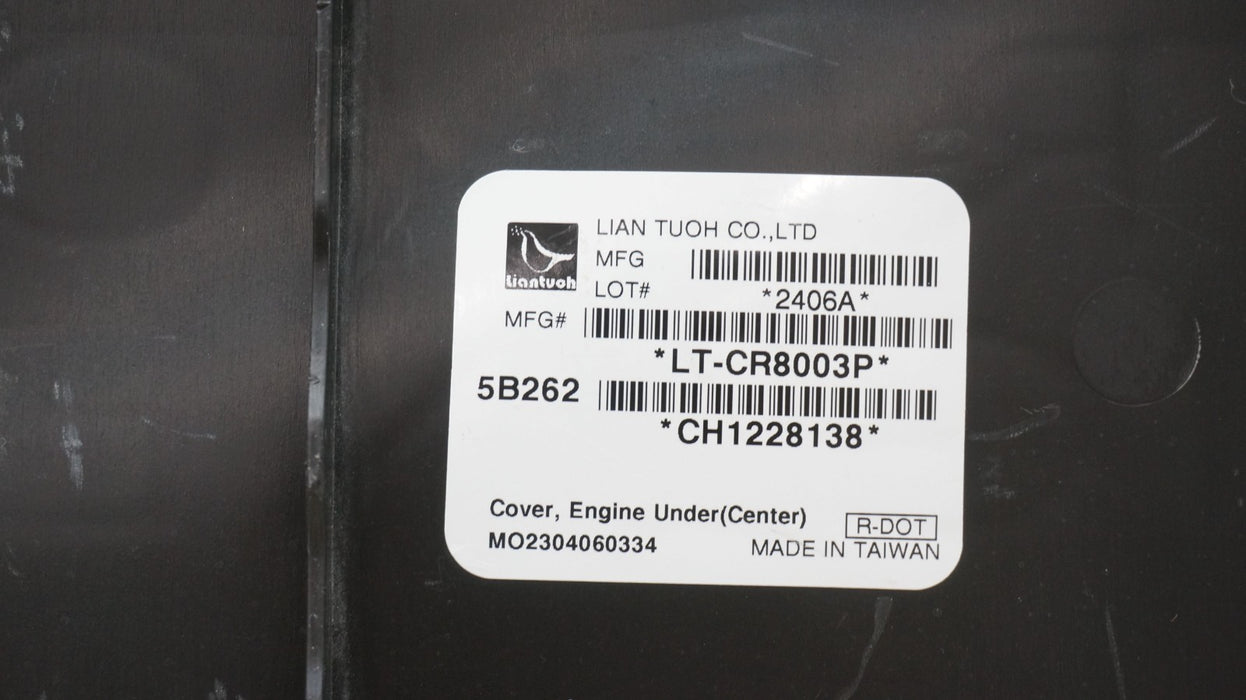 Liantuoh
LIAN TUOH CO.,LTD
MFG
LOT#
*2406A*
MFG#
*LT-CR8003P*
5B262
*CH1228138*
Cover, Engine Under(Center)
R-DOT
MO2304060334
MADE IN TAIWAN